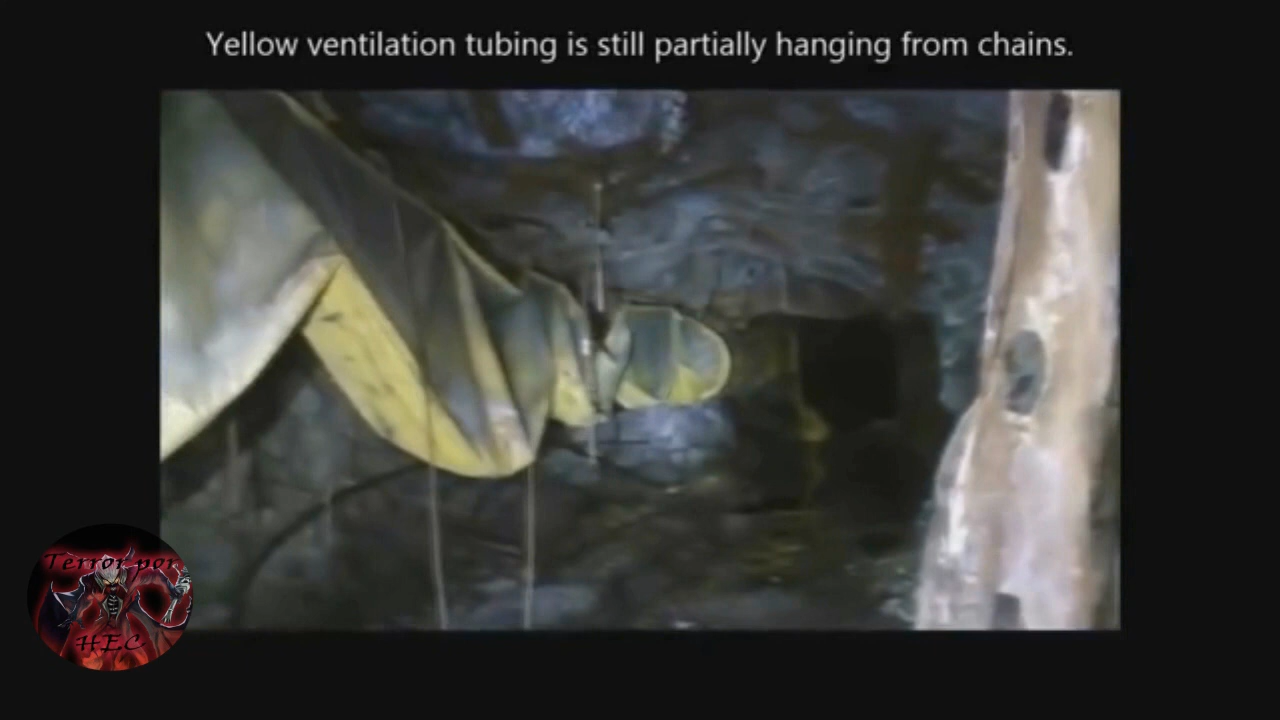 Yellow ventilation tubing is still partially hanging from chains.
Terror por
H.E.C